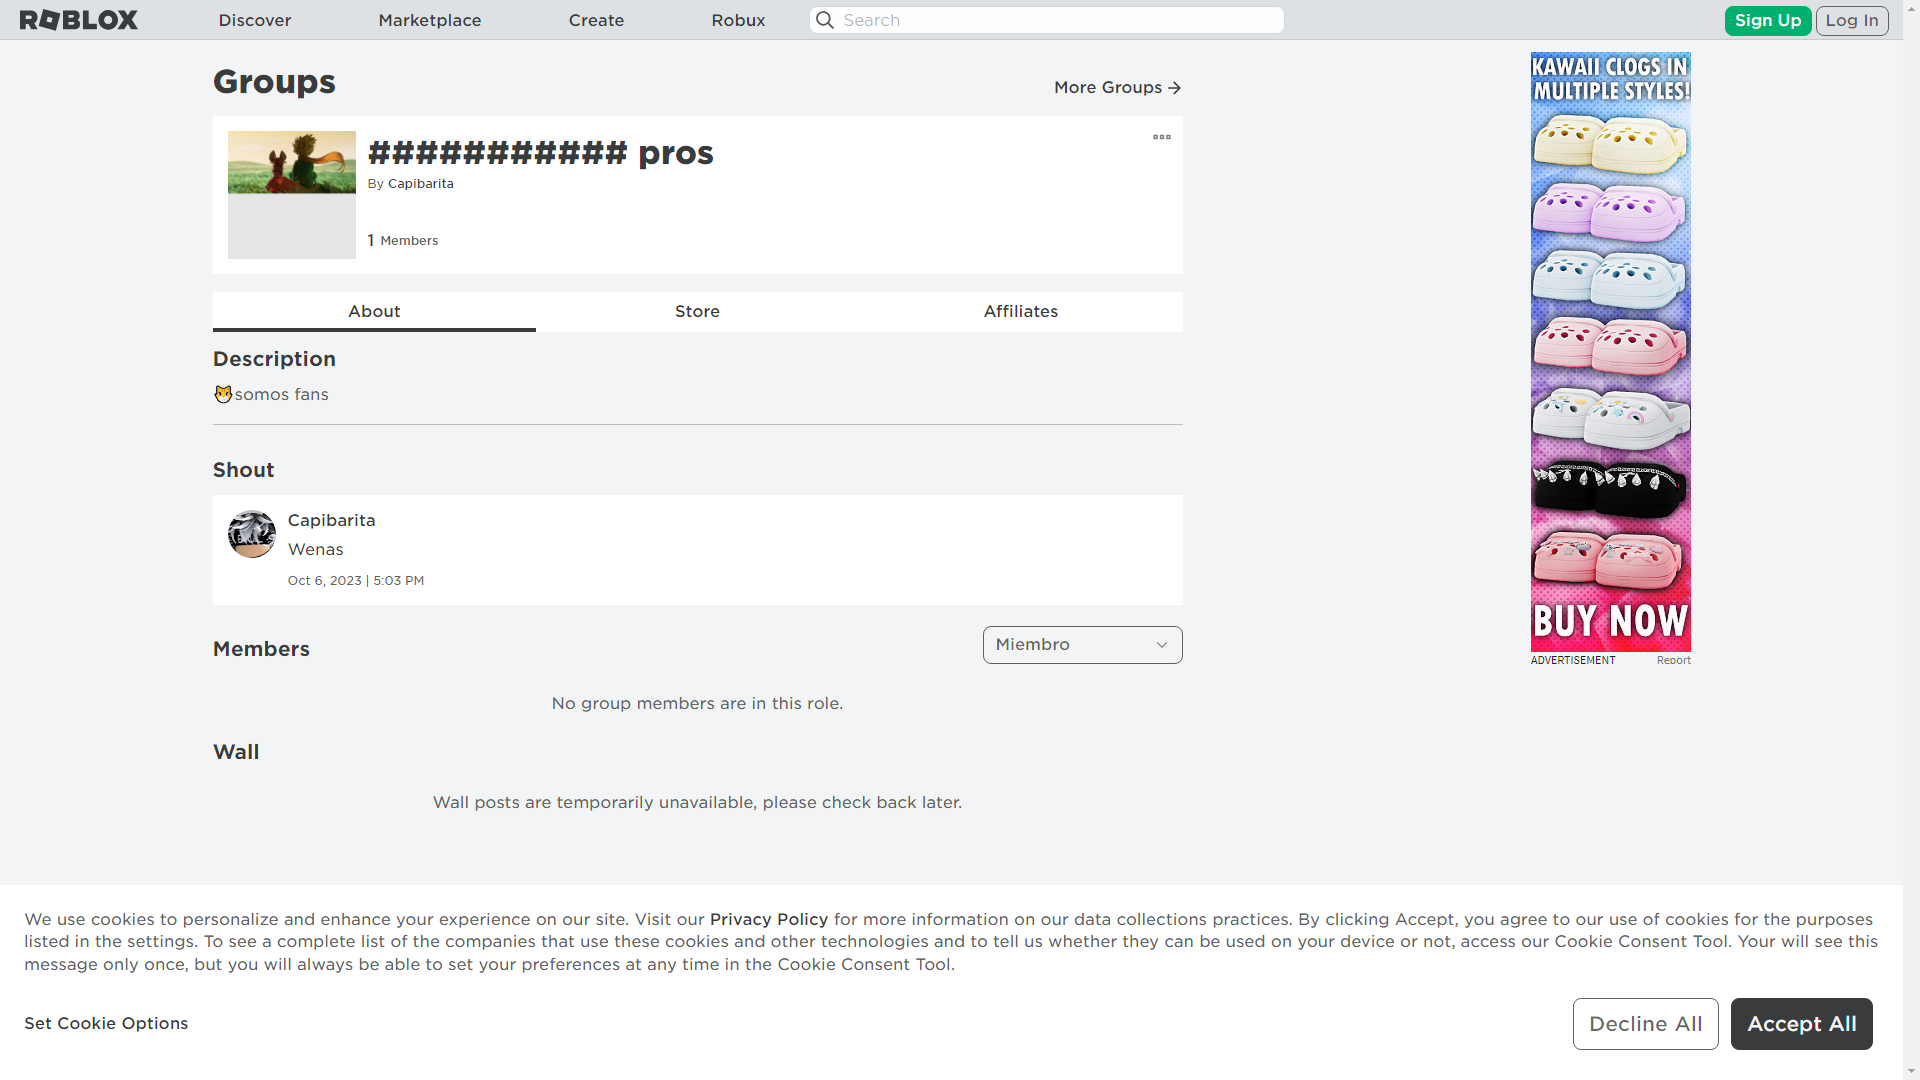 ROBLOX
Discover
Marketplace
Create
Robux
Search
Sign Up
Log In
Groups
More Groups
########### pros
By Capibarita
1 Members
About
Store
Affiliates
Description
🐯somos fans
Shout
Capibarita
Wenas
Oct 6, 2023 | 5:03 PM
Members
Miembro
No group members are in this role.
Wall
Wall posts are temporarily unavailable, please check back later.
KAWAII CLOGS IN
MULTIPLE STYLES!
BUY NOW
ADVERTISEMENT
Report
We use cookies to personalize and enhance your experience on our site. Visit our Privacy Policy for more information on our data collections practices. By clicking Accept, you agree to our use of cookies for the purposes
listed in the settings. To see a complete list of the companies that use these cookies and other technologies and to tell us whether they can be used on your device or not, access our Cookie Consent Tool. Your will see this
message only once, but you will always be able to set your preferences at any time in the Cookie Consent Tool.
Set Cookie Options
Decline All
Accept All